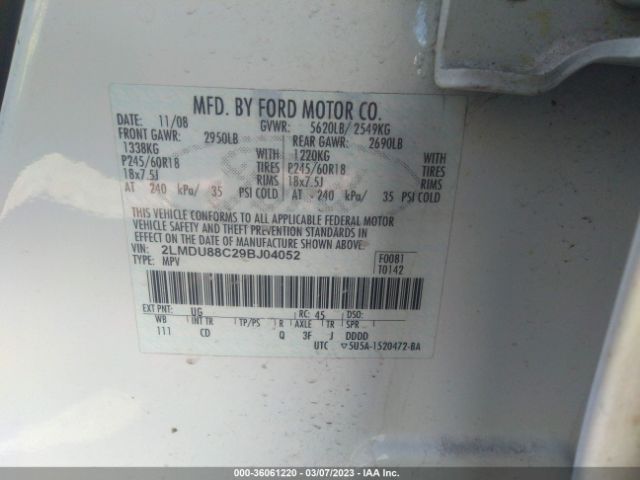 MFD. BY FORD MOTOR CO.
DATE: 11/08 GVWR: 5620LB/ 2549KG
FRONT GAWR: 2950LB REAR GAWR: 2690LB
1338KG WITH 1220KG WITH
P245/60R18 TIRES P245/60R18 TIRES
18x7.5J RIMS 18x7.5J RIMS
AT 240 kPa/ 35 PSI COLD AT 240 kPa/ 35 PSI COLD
THIS VEHICLE CONFORMS TO ALL APPLICABLE FEDERAL MOTOR
VEHICLE SAFETY AND THEFT PREVENTION STANDARDS IN
EFFECT ON THE DATE OF MANUFACTURE SHOWN ABOVE.
VIN: 2LMDU88C29BJ04052 F0081
TYPE: MPV T0142
EXT PNT: UG RC: 45 DSO:
WB INT TR TP/PS R AXLE TR SPR
111 CD Q 3F J DDDD
UTC ▽5U5A-1520472-BA
000-36061220 — 03/07/2023 — IAA Inc.